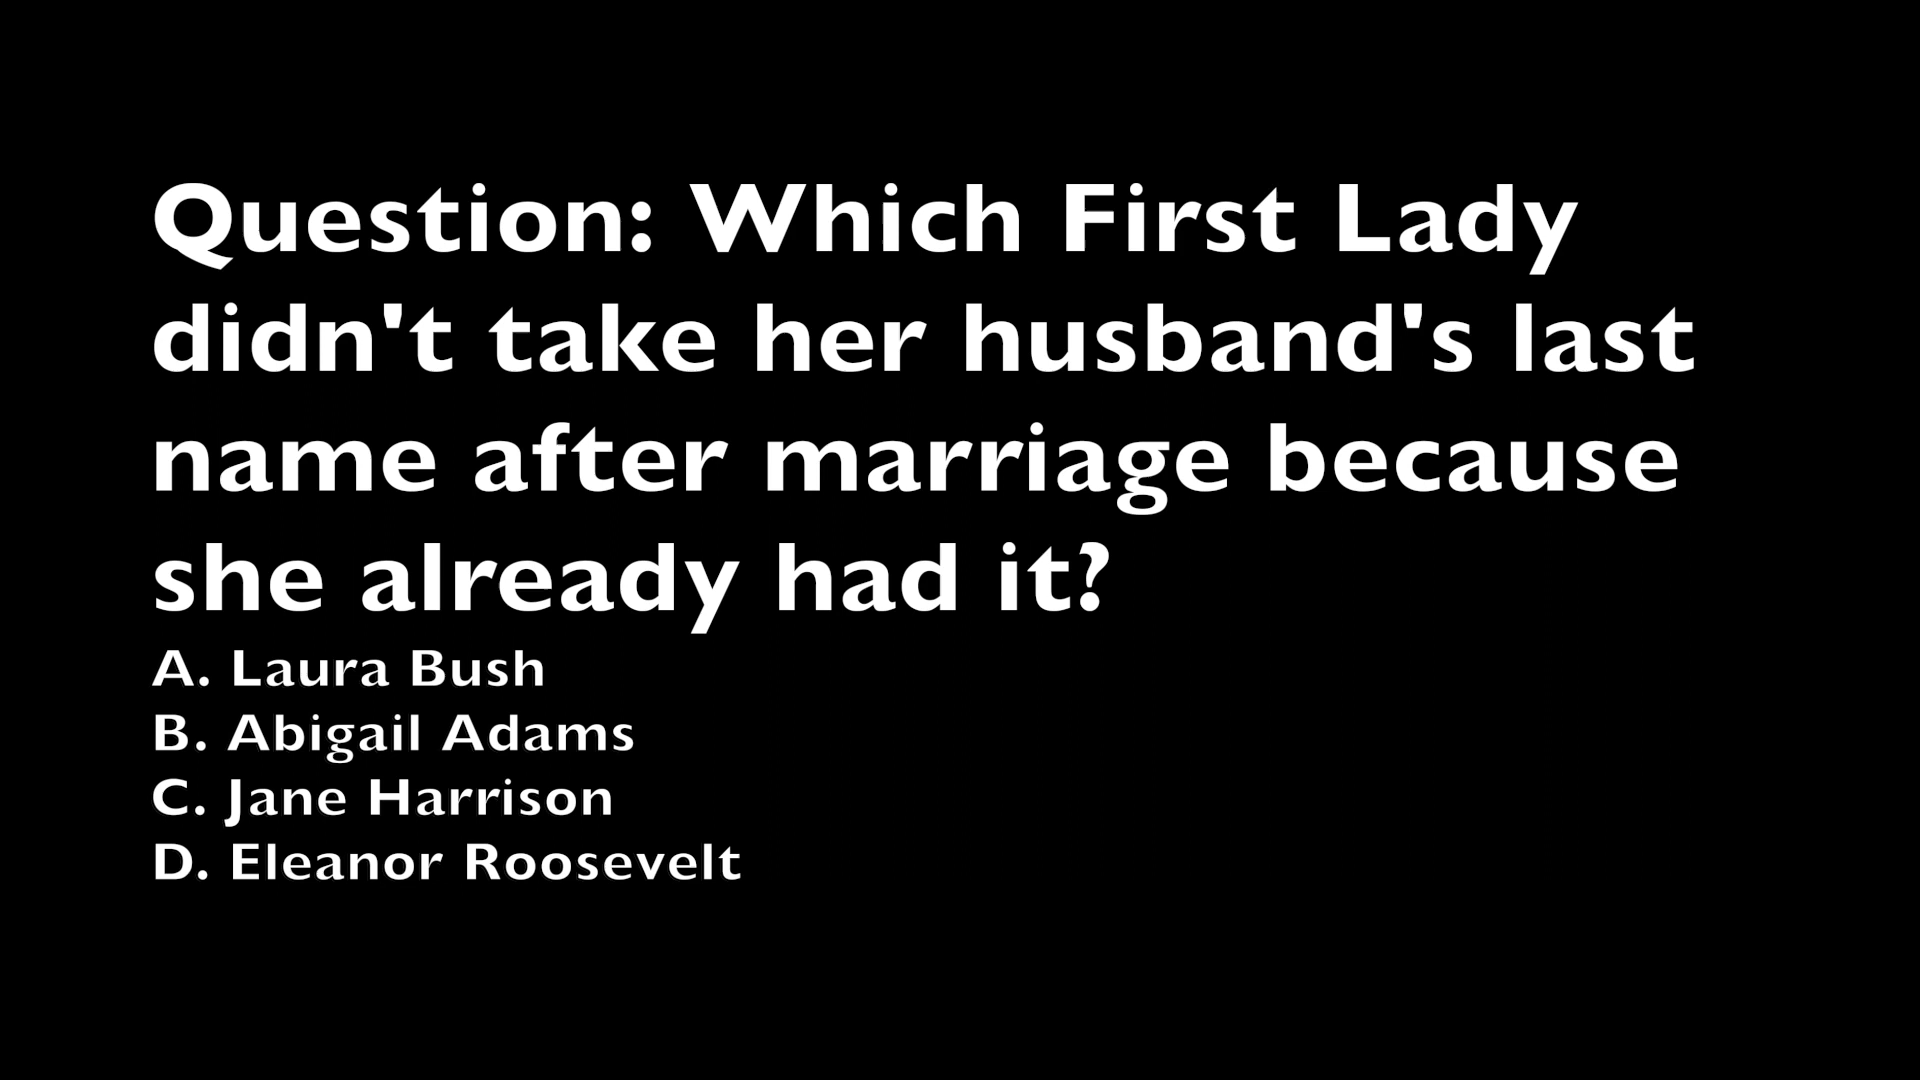 Question: Which First Lady
didn't take her husband's last
name after marriage because
she already had it?
A. Laura Bush
B. Abigail Adams
C. Jane Harrison
D. Eleanor Roosevelt